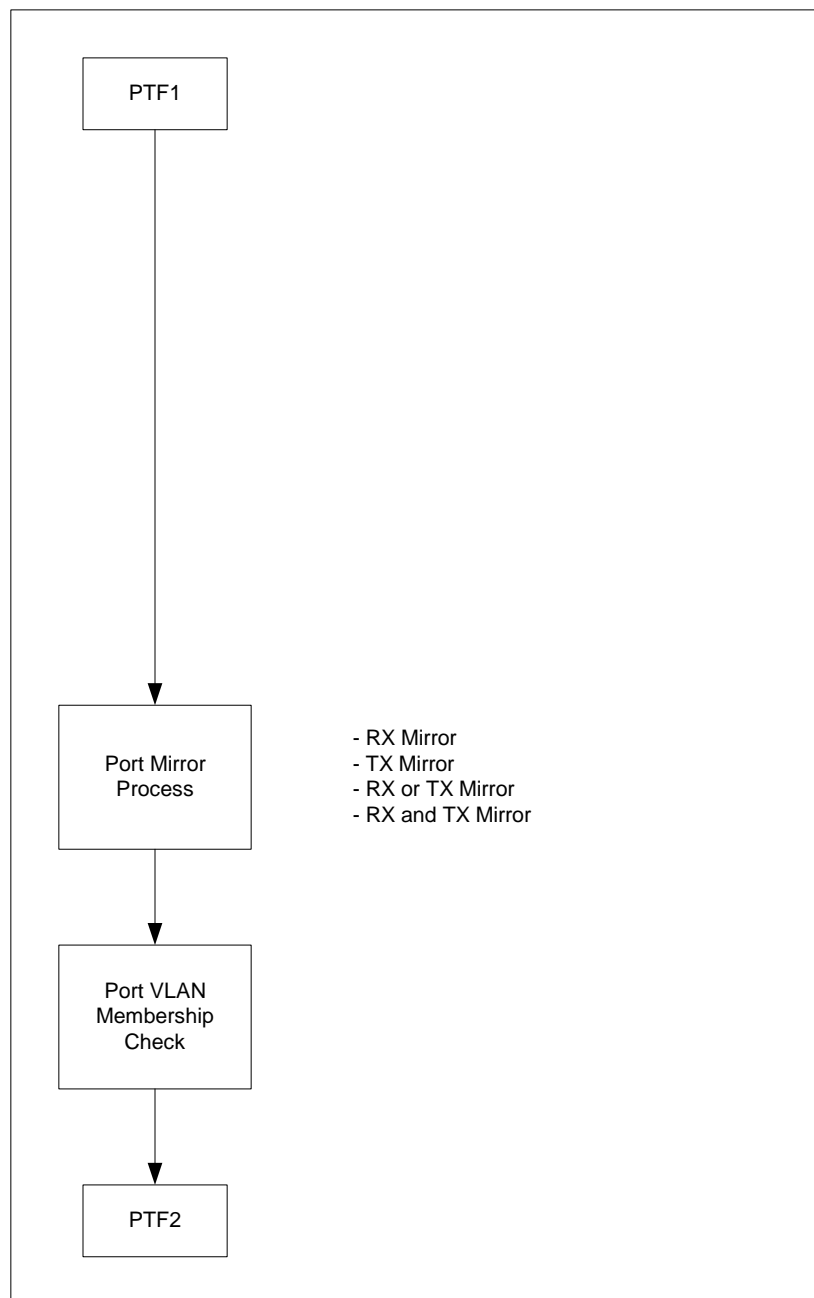 PTF1
Port Mirror
Process
- RX Mirror
- TX Mirror
- RX or TX Mirror
- RX and TX Mirror
Port VLAN
Membership
Check
PTF2